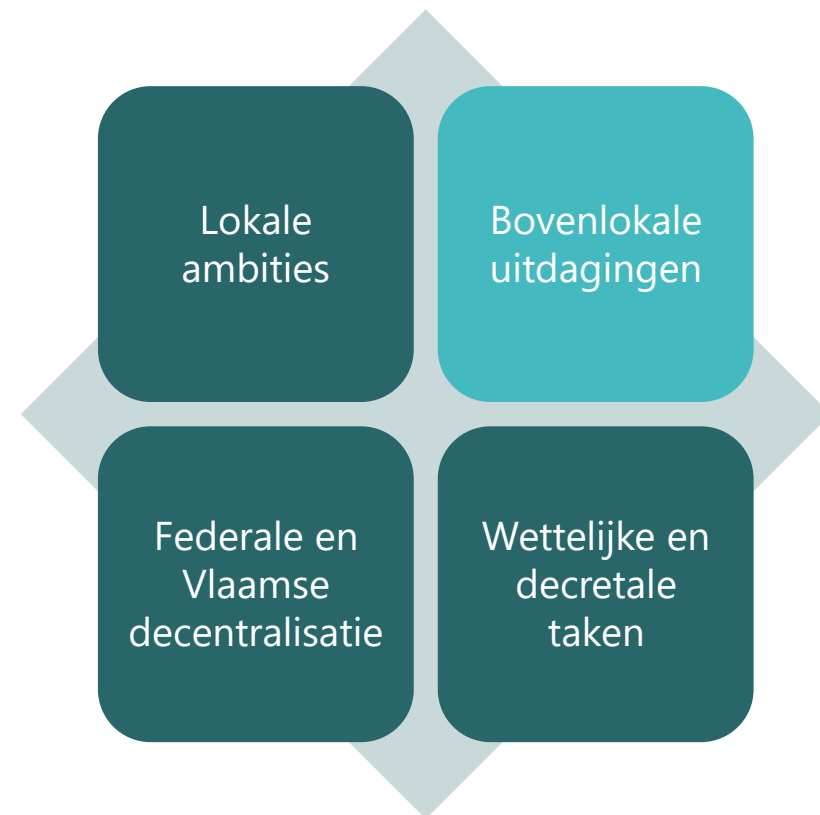 Lokale
ambities
Bovenlokale
uitdagingen
Federale en
Vlaamse
decentralisatie
Wettelijke en
decretale
taken